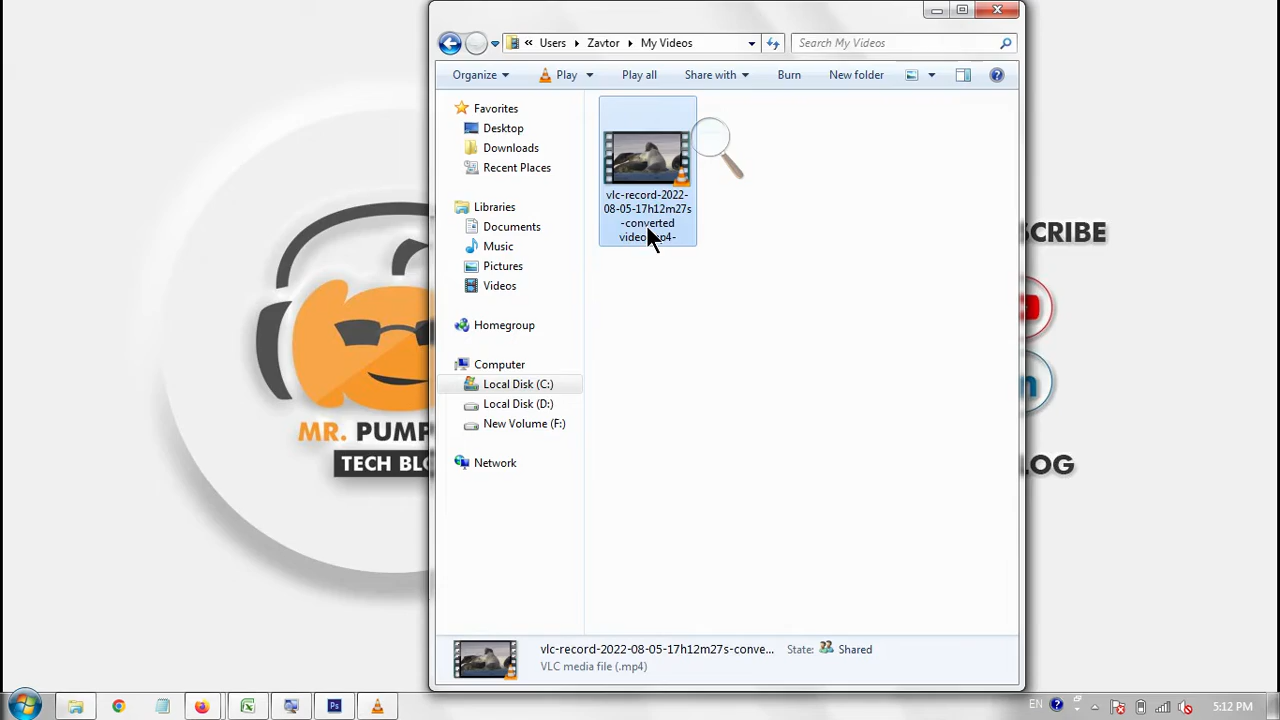 « Users Zavtor My Videos
Search My Videos
Organize Play Play all Share with Burn New folder
Favorites
Desktop
Downloads
Recent Places
Libraries
Documents
Music
Pictures
Videos
Homegroup
Computer
Local Disk (C:)
Local Disk (D:)
New Volume (F:)
Network
vlc-record-2022-
08-05-17h12m27s
-converted
SCRIBE
MR. PUMP
TECH BLO
LOG
vlc-record-2022-08-05-17h12m27s-conve...
State: Shared
VLC media file (.mp4)
EN
5:12 PM